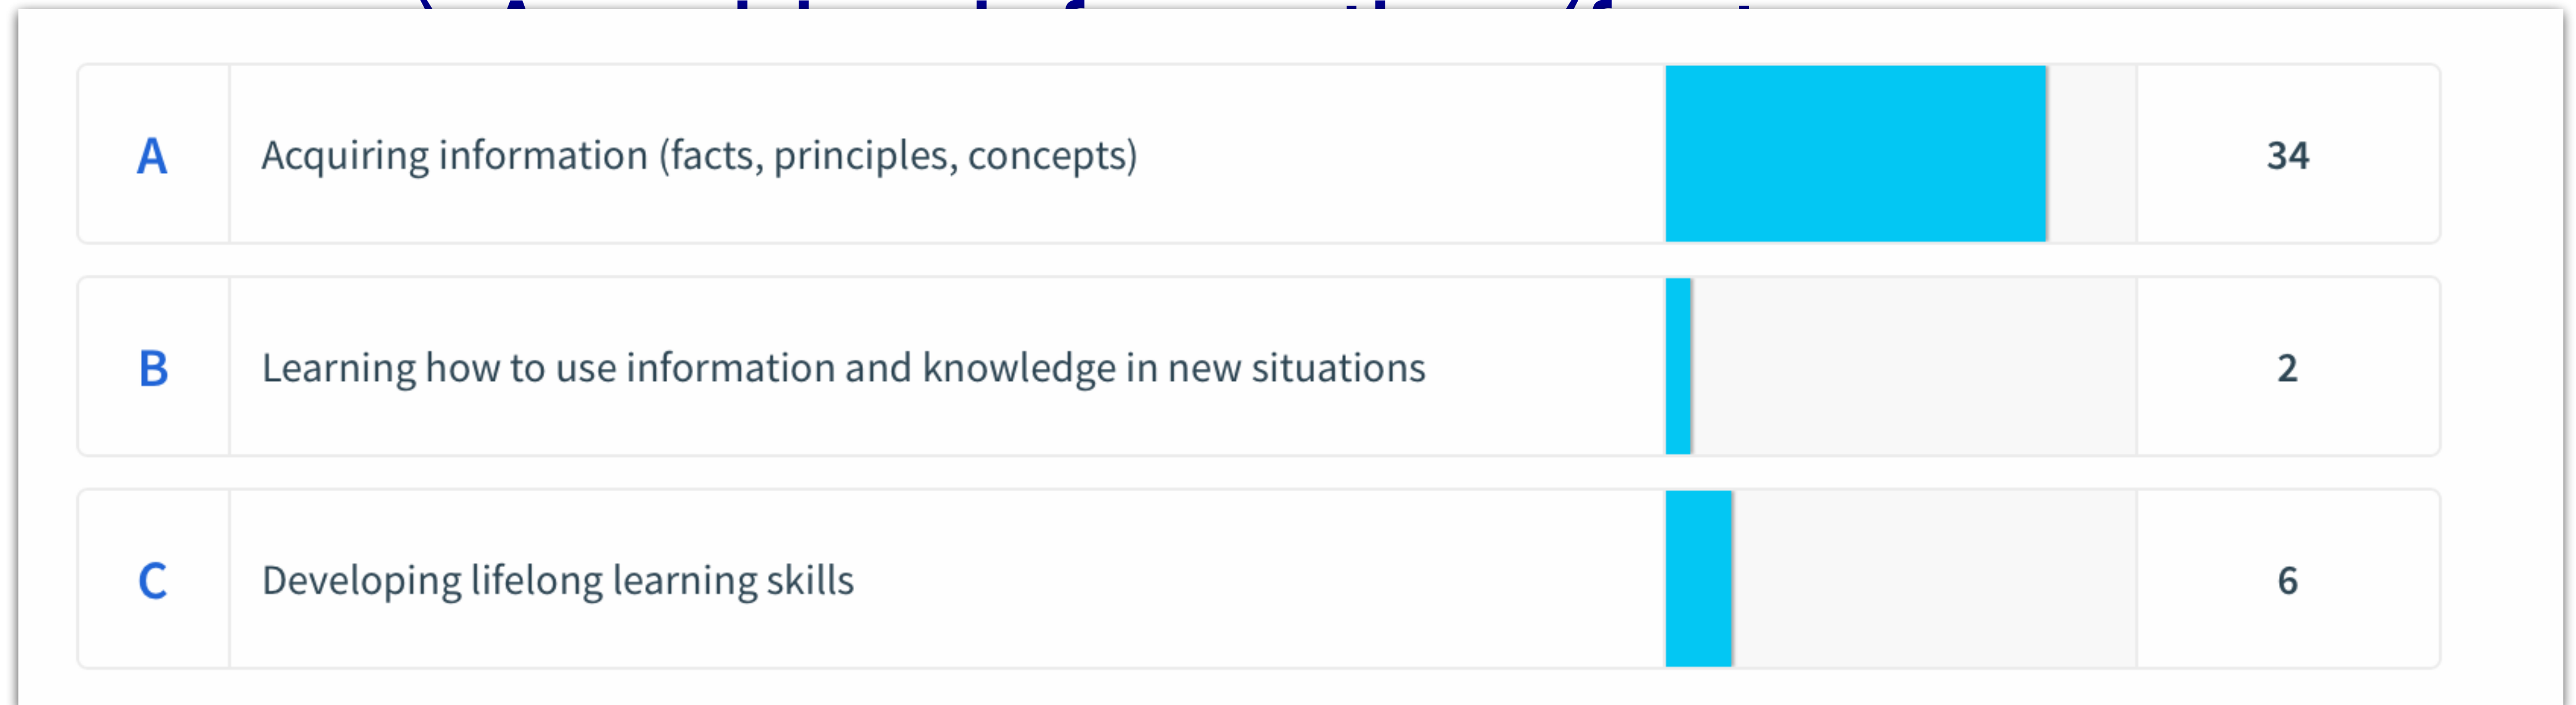 A
Acquiring information (facts, principles, concepts)
34
B
Learning how to use information and knowledge in new situations
2
C
Developing lifelong learning skills
6